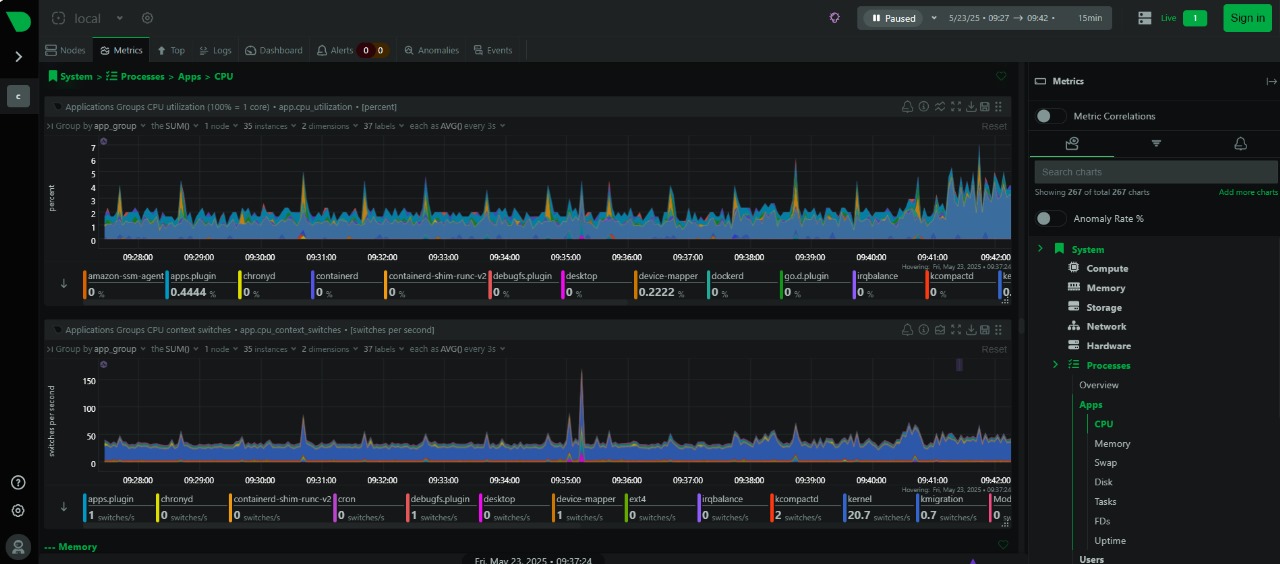 local
Paused
5/23/25 • 09:27 → 09:42 •
15min
Live
1
Sign in
Nodes
Metrics
Top
Logs
Dashboard
Alerts
0
0
Anomalies
Events
c
System > Processes > Apps > CPU
Applications Groups CPU utilization (100% = 1 core) • app.cpu_utilization • [percent]
Group by app_group the SUM() 1 node 35 instances 2 dimensions 37 labels each as AVG() every 3s
Reset
percent
7
6
5
4
3
2
1
0
09:28:00 09:29:00 09:30:00 09:31:00 09:32:00 09:33:00 09:34:00 09:35:00 09:36:00 09:37:00 09:38:00 09:39:00 09:40:00 09:41:00 09:42:00
Hovering: Fri, May 23, 2025 • 09:37:24
amazon-ssm-agent apps.plugin chronyd containerd containerd-shim-runc-v2 debugfs.plugin desktop device-mapper dockerd go.d.plugin irqbalance kcompactd ke
0 % 0.4444 % 0 % 0 % 0 % 0 % 0 % 0.2222 % 0 % 0 % 0 % 0 % 0.
Applications Groups CPU context switches • app.cpu_context_switches • [switches per second]
Group by app_group the SUM() 1 node 35 instances 2 dimensions 37 labels each as AVG() every 3s
Reset
switches per second
150
100
50
0
09:28:00 09:29:00 09:30:00 09:31:00 09:32:00 09:33:00 09:34:00 09:35:00 09:36:00 09:37:00 09:38:00 09:39:00 09:40:00 09:41:00 09:42:00
Hovering: Fri, May 23, 2025 • 09:37:24
apps.plugin chronyd containerd-shim-runc-v2 cron debugfs.plugin desktop device-mapper ext4 irqbalance kcompactd kernel kmigration Mod
1 switches/s 0 switches/s 0 switches/s 0 switches/s 1 switches/s 0 switches/s 1 switches/s 0 switches/s 0 switches/s 2 switches/s 20.7 switches/s 0.7 switches/s 0 sv
--- Memory
Fri, May 23, 2025 • 09:37:24
Metrics
Metric Correlations
Search charts
Showing 267 of total 267 charts
Add more charts
Anomaly Rate %
System
Compute
Memory
Storage
Network
Hardware
Processes
Overview
Apps
CPU
Memory
Swap
Disk
Tasks
FDs
Uptime
Users